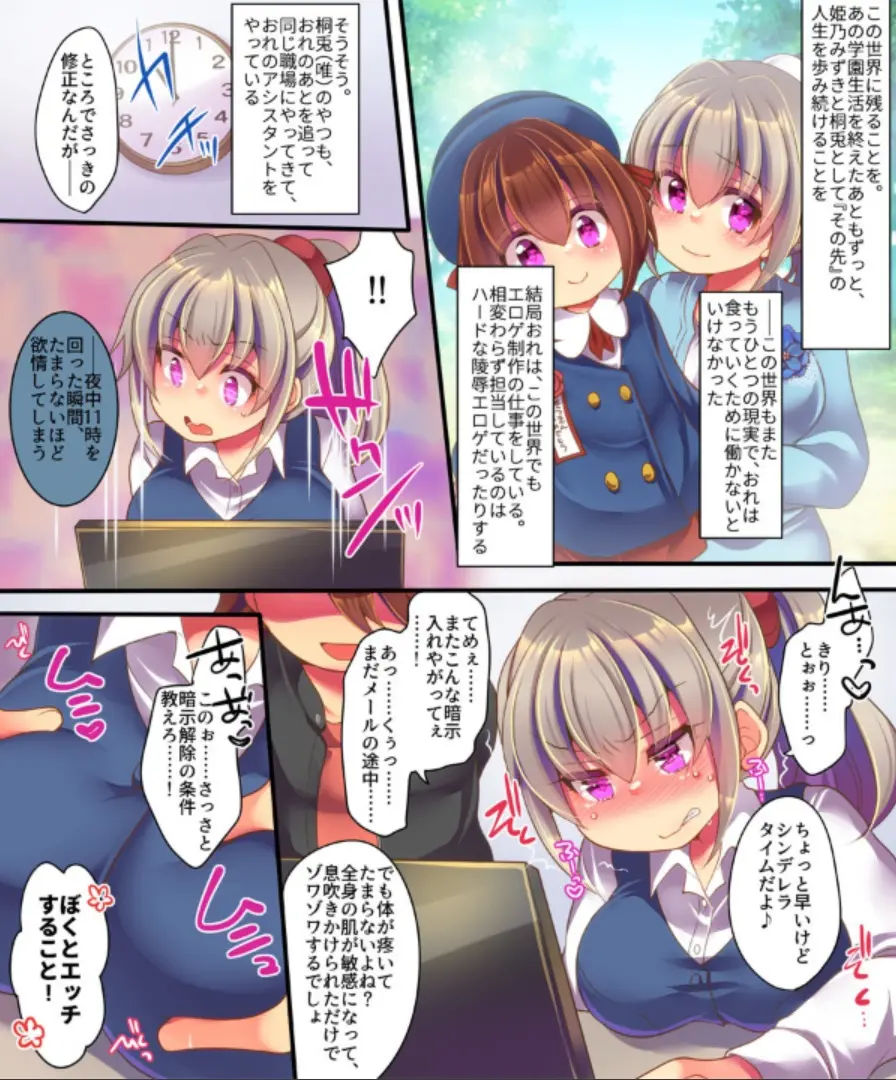 この世界に残ることを。
あの学園生活を終えたあともずっと、
姫乃みずきと桐兎として『その先』の
人生を歩み続けることを
――この世界もまた
もうひとつの現実で、おれは
食っていくために働かないと
いけなかった
結局おれは、この世界でも
エロゲ制作の仕事をしている。
相変わらず担当しているのは
ハードな陵辱エロゲだったりする
そうそう。
桐兎（唯）のやつも、
おれのあとを追って
同じ職場にやってきて、
おれのアシスタントを
やっている
10
11
12
1
2
3
4
5
6
7
8
ところでさっきの
修正なんだが――
!!
――夜中11時を
回った瞬間、
たまらないほど
欲情してしまう
んぁ…
きり……
とぉぉ……っ
ちょっと早いけど
シンデレラ
タイムだよ♪
てめぇ……
またこんな暗示
入れやがってぇ
……！
あっ……くぅっ……
まだメールの途中……
でも体が疼いて
たまらないよね？
全身の肌が敏感になって、
息吹きかけられただけで
ゾワゾワするでしょ
あ、あっ
このぉ……さっさと
暗示解除の条件
教えろ……！
ぼくとエッチ
すること！